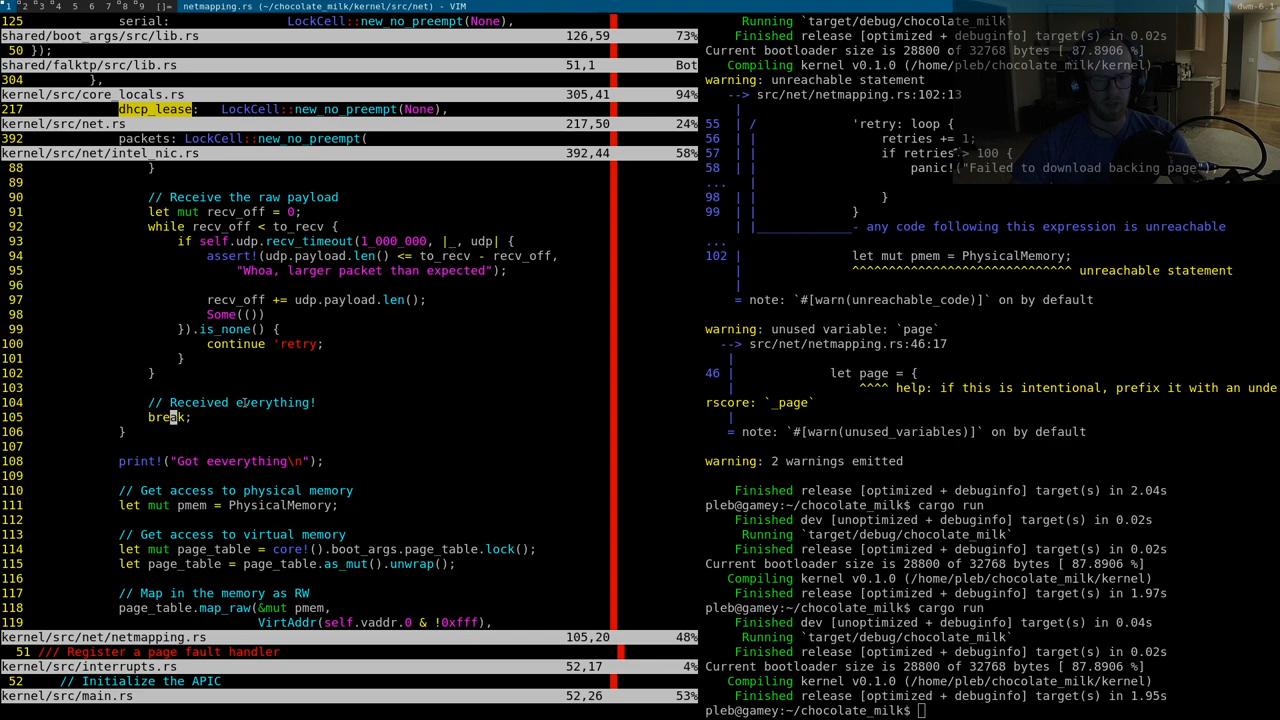 1 2 3 4 5 6 7 8 9 []= netmapping.rs (~/chocolate_milk/kernel/src/net) - VIM dwm-6.1
125 serial: LockCell::new_no_preempt(None),
shared/boot_args/src/lib.rs 126,59 73%
50 });
shared/falktp/src/lib.rs 51,1 Bot
304 },
kernel/src/core_locals.rs 305,41 94%
217 dhcp_lease: LockCell::new_no_preempt(None),
kernel/src/net.rs 217,50 24%
392 packets: LockCell::new_no_preempt(
kernel/src/net/intel_nic.rs 392,44 58%
88 }
89
90 // Receive the raw payload
91 let mut recv_off = 0;
92 while recv_off < to_recv {
93 if self.udp.recv_timeout(1_000_000, |_, udp| {
94 assert!(udp.payload.len() <= to_recv - recv_off,
95 "Whoa, larger packet than expected");
96
97 recv_off += udp.payload.len();
98 Some(())
99 }).is_none() {
100 continue 'retry;
101 }
102 }
103
104 // Received everything!
105 break;
106 }
107
108 print!("Got eeverything\n");
109
110 // Get access to physical memory
111 let mut pmem = PhysicalMemory;
112
113 // Get access to virtual memory
114 let mut page_table = core!().boot_args.page_table.lock();
115 let page_table = page_table.as_mut().unwrap();
116
117 // Map in the memory as RW
118 page_table.map_raw(&mut pmem,
119 VirtAddr(self.vaddr.0 & !0xfff),
kernel/src/net/netmapping.rs 105,20 48%
51 /// Register a page fault handler
kernel/src/interrupts.rs 52,17 4%
52 // Initialize the APIC
kernel/src/main.rs 52,26 53%
Running `target/debug/chocolate_milk`
Finished release [optimized + debuginfo] target(s) in 0.02s
Current bootloader size is 28800 of 32768 bytes [ 87.8906 %]
Compiling kernel v0.1.0 (/home/pleb/chocolate_milk/kernel)
warning: unreachable statement
--> src/net/netmapping.rs:102:13
|
55 | / 'retry: loop {
56 | | retries += 1;
57 | | if retries > 100 {
58 | | panic!("Failed to download backing page");
... | |
98 | | }
99 | | }
| |_____________- any code following this expression is unreachable
...
102 | let mut pmem = PhysicalMemory;
| ^^^^^^^^^^^^^^^^^^^^^^^^^^^^^^ unreachable statement
|
= note: `#[warn(unreachable_code)]` on by default
warning: unused variable: `page`
--> src/net/netmapping.rs:46:17
|
46 | let page = {
| ^^^^ help: if this is intentional, prefix it with an unde
rscore: `_page`
|
= note: `#[warn(unused_variables)]` on by default
warning: 2 warnings emitted
Finished release [optimized + debuginfo] target(s) in 2.04s
pleb@gamey:~/chocolate_milk$ cargo run
Finished dev [unoptimized + debuginfo] target(s) in 0.02s
Running `target/debug/chocolate_milk`
Finished release [optimized + debuginfo] target(s) in 0.02s
Current bootloader size is 28800 of 32768 bytes [ 87.8906 %]
Compiling kernel v0.1.0 (/home/pleb/chocolate_milk/kernel)
Finished release [optimized + debuginfo] target(s) in 1.97s
pleb@gamey:~/chocolate_milk$ cargo run
Finished dev [unoptimized + debuginfo] target(s) in 0.04s
Running `target/debug/chocolate_milk`
Finished release [optimized + debuginfo] target(s) in 0.02s
Current bootloader size is 28800 of 32768 bytes [ 87.8906 %]
Compiling kernel v0.1.0 (/home/pleb/chocolate_milk/kernel)
Finished release [optimized + debuginfo] target(s) in 1.95s
pleb@gamey:~/chocolate_milk$